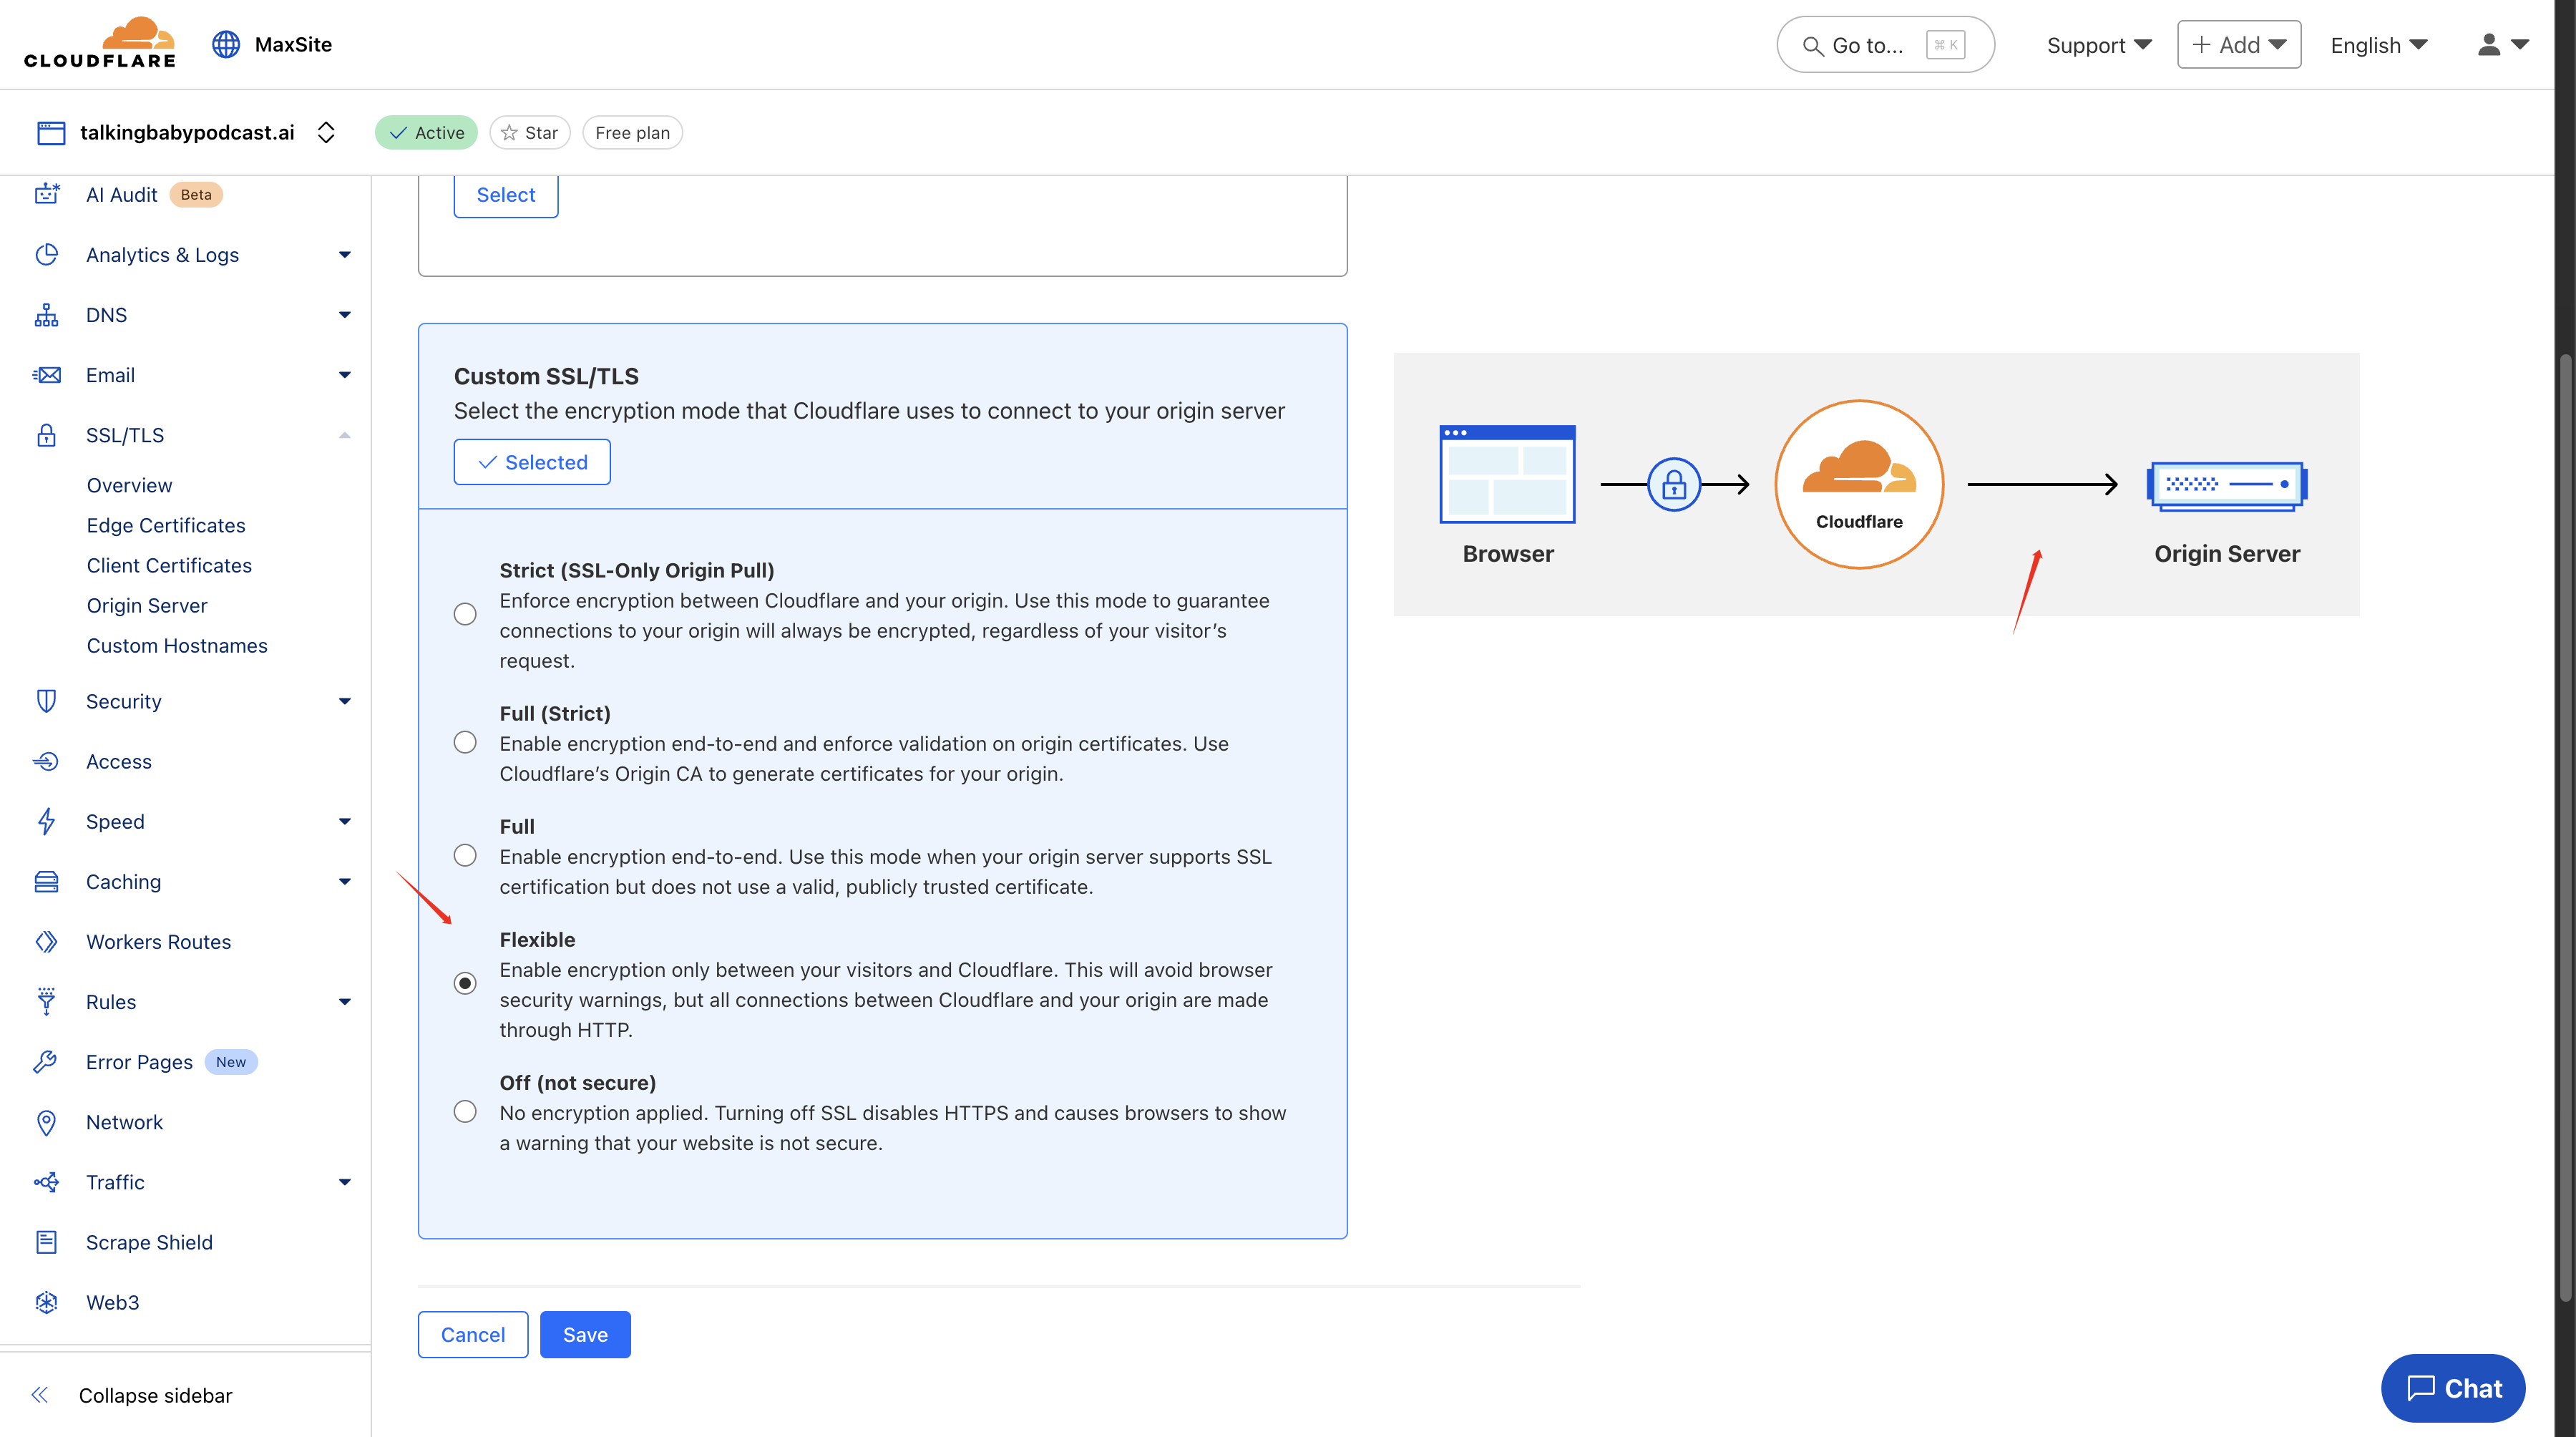 CLOUDFLARE
MaxSite
Go to...
⌘ K
Support
+ Add
English
talkingbabypodcast.ai
Active
Star
Free plan
AI Audit Beta
Analytics & Logs
DNS
Email
SSL/TLS
Overview
Edge Certificates
Client Certificates
Origin Server
Custom Hostnames
Security
Access
Speed
Caching
Workers Routes
Rules
Error Pages New
Network
Traffic
Scrape Shield
Web3
Collapse sidebar
Select
Custom SSL/TLS
Select the encryption mode that Cloudflare uses to connect to your origin server
Selected
Strict (SSL-Only Origin Pull)
Enforce encryption between Cloudflare and your origin. Use this mode to guarantee
connections to your origin will always be encrypted, regardless of your visitor’s
request.
Full (Strict)
Enable encryption end-to-end and enforce validation on origin certificates. Use
Cloudflare’s Origin CA to generate certificates for your origin.
Full
Enable encryption end-to-end. Use this mode when your origin server supports SSL
certification but does not use a valid, publicly trusted certificate.
Flexible
Enable encryption only between your visitors and Cloudflare. This will avoid browser
security warnings, but all connections between Cloudflare and your origin are made
through HTTP.
Off (not secure)
No encryption applied. Turning off SSL disables HTTPS and causes browsers to show
a warning that your website is not secure.
Cancel
Save
Browser
Cloudflare
Origin Server
Chat